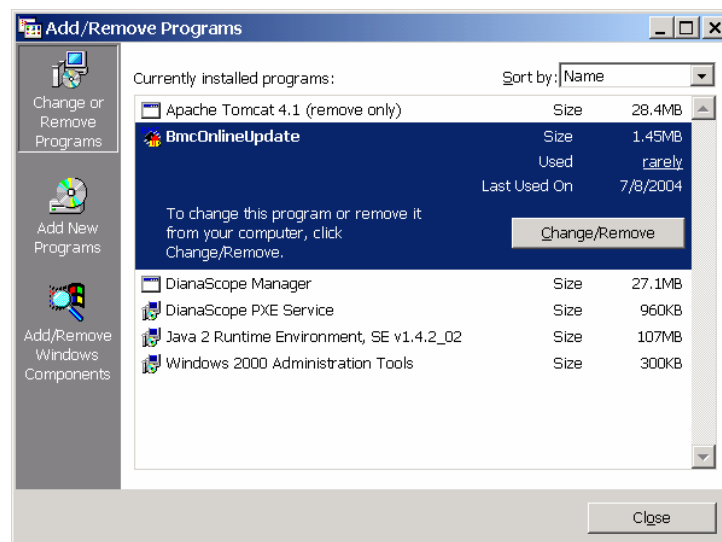 Add/Remove Programs
Change or
Remove
Programs
Add New
Programs
Add/Remove
Windows
Components
Currently installed programs:
Sort by: Name
Apache Tomcat 4.1 (remove only) Size 28.4MB
BmcOnlineUpdate Size 1.45MB
Used rarely
Last Used On 7/8/2004
To change this program or remove it
from your computer, click
Change/Remove.
Change/Remove
DianaScope Manager Size 27.1MB
DianaScope PXE Service Size 960KB
Java 2 Runtime Environment, SE v1.4.2_02 Size 107MB
Windows 2000 Administration Tools Size 300KB
Close